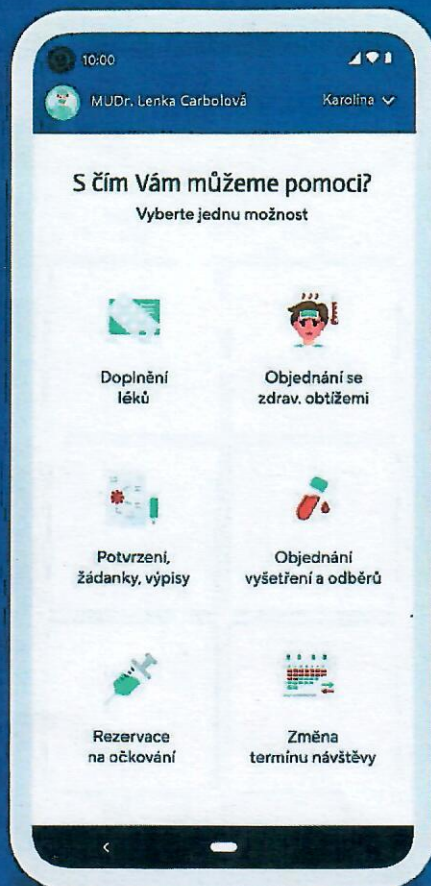 10:00
MUDr. Lenka Carbolová
Karolína
S čím Vám můžeme pomoci?
Vyberte jednu možnost
Doplnění
léků
Objednání se
zdrav. obtížemi
Potvrzení,
žádanky, výpisy
Objednání
vyšetření a odběrů
Rezervace
na očkování
Změna
termínu návštěvy